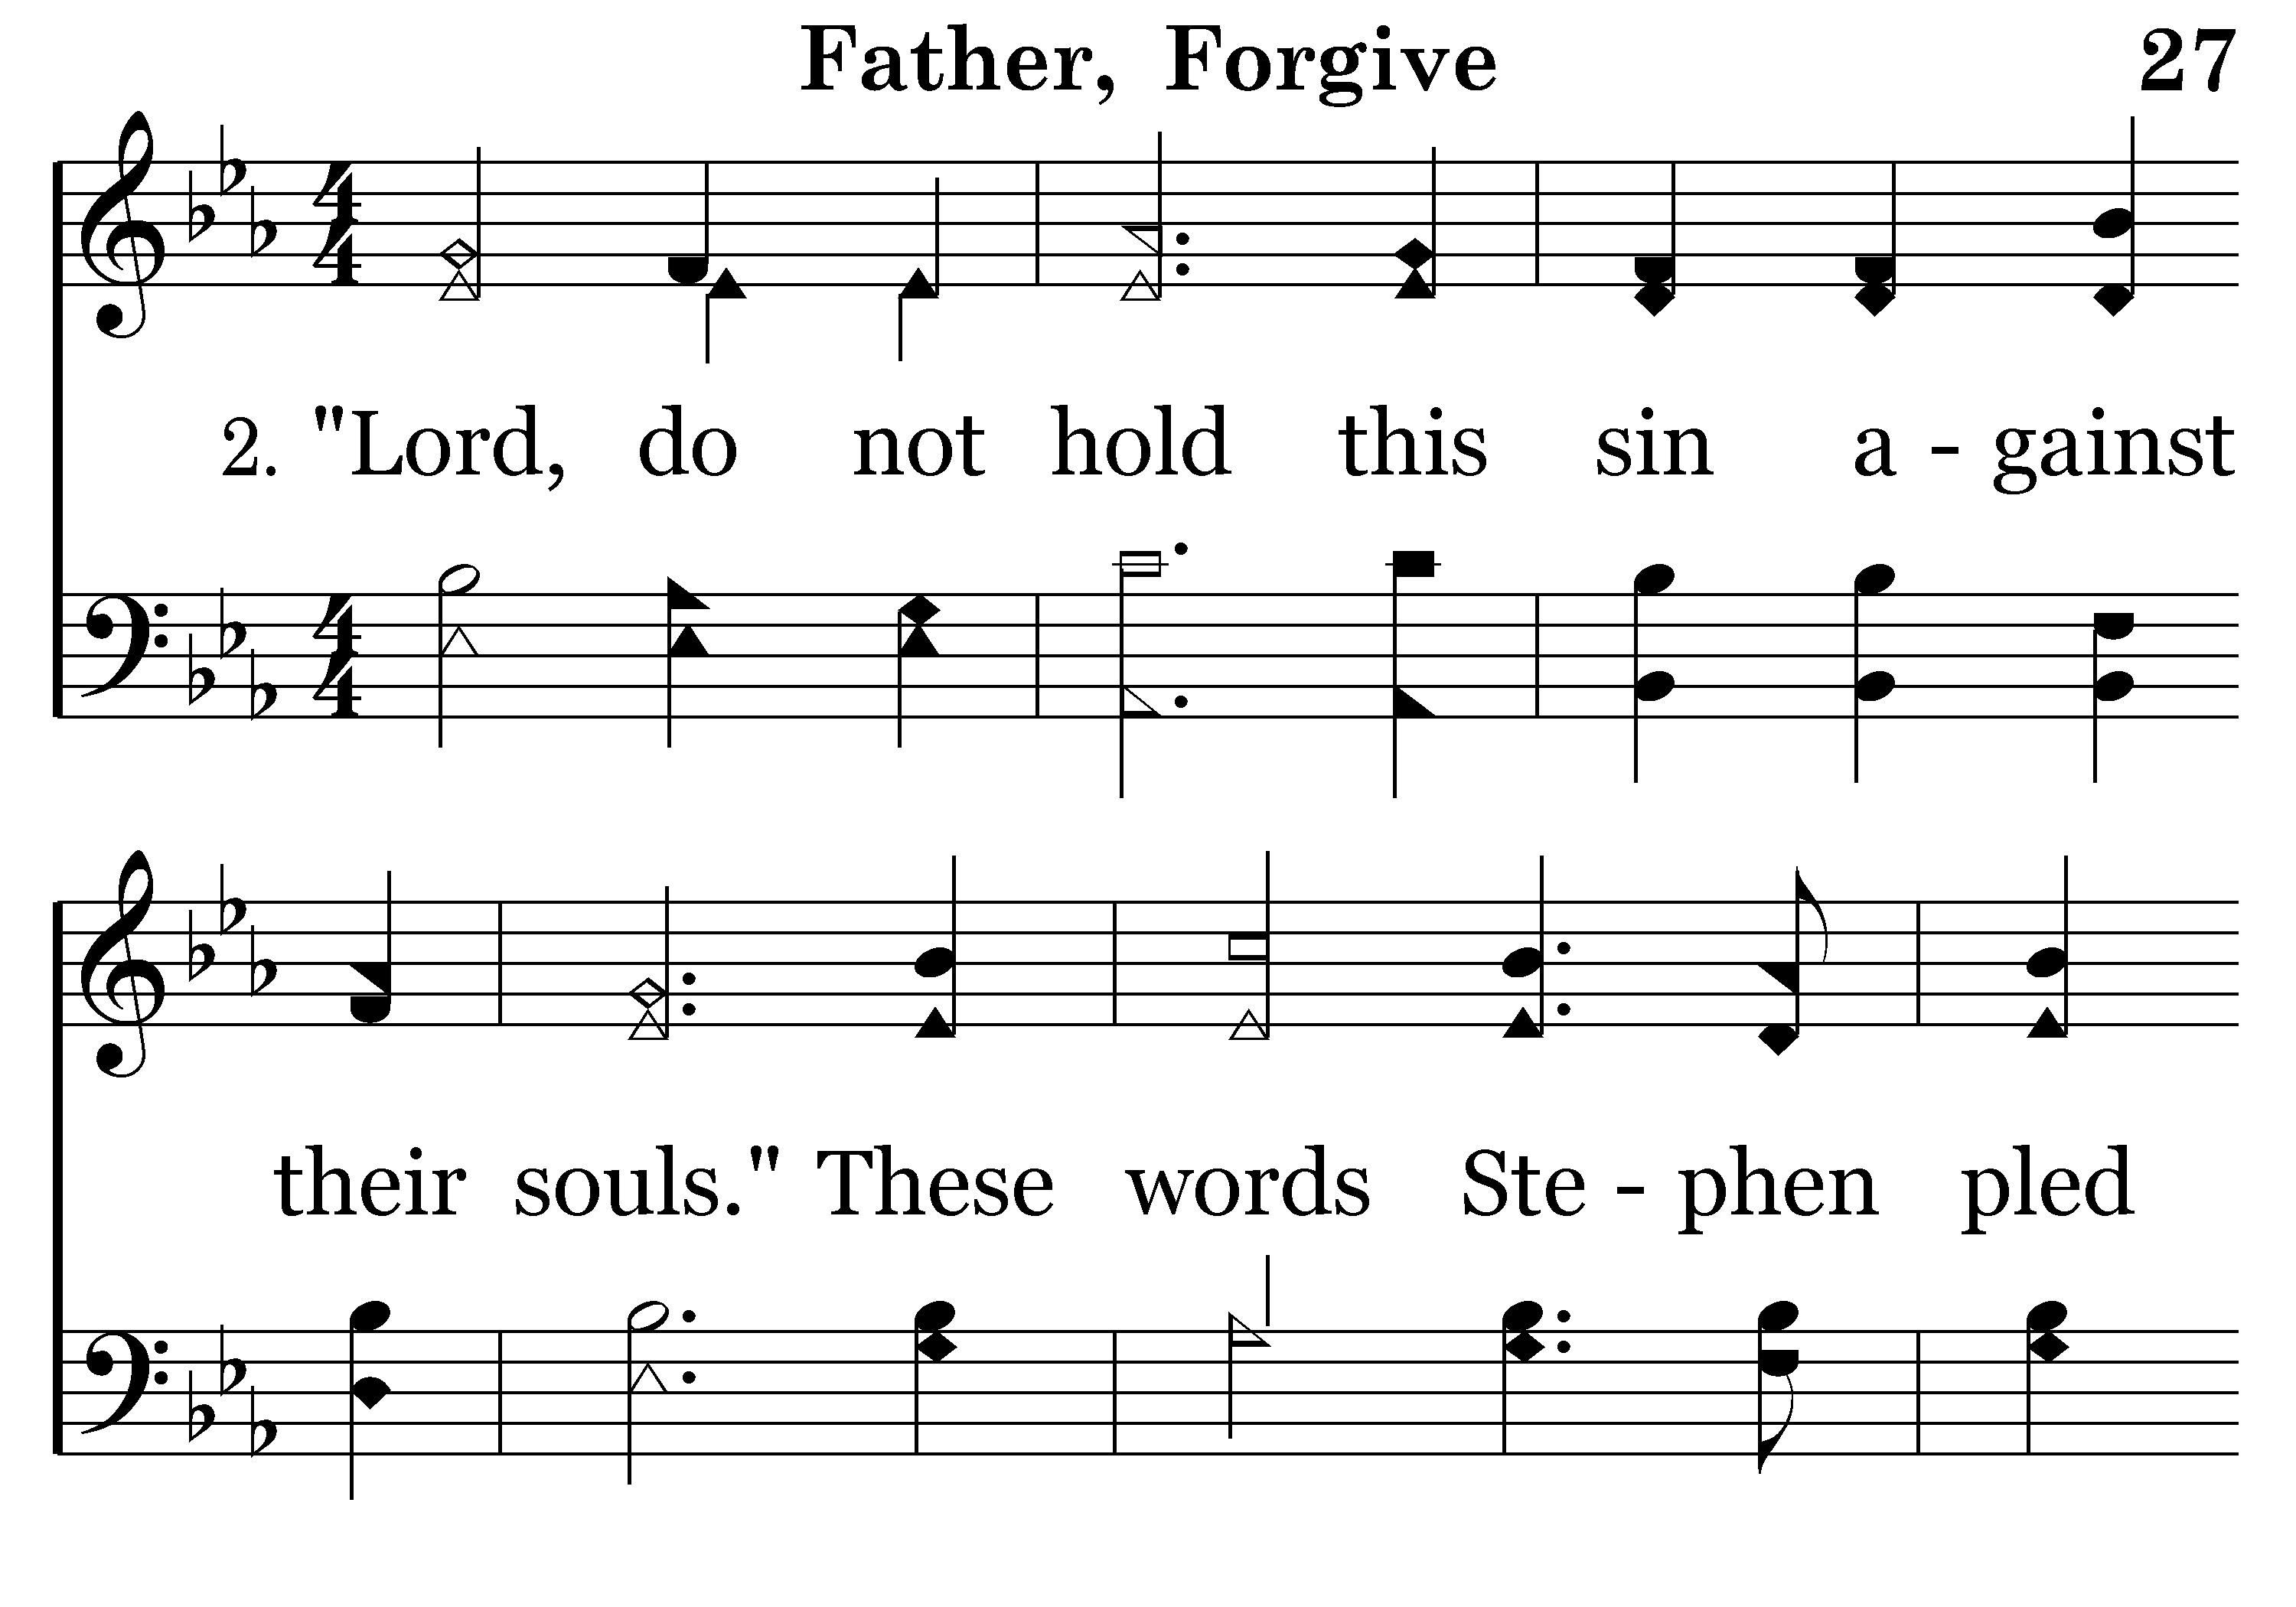 Father, Forgive 27
2. "Lord, do not hold this sin a - gainst
their souls." These words Ste - phen pled